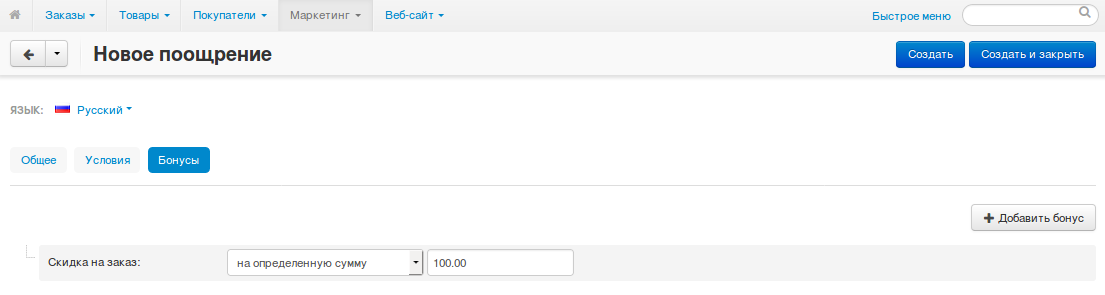 Заказы Товары Покупатели Маркетинг Веб-сайт Быстрое меню
Новое поощрение Создать Создать и закрыть
ЯЗЫК: Русский
Общее Условия Бонусы
Добавить бонус
Скидка на заказ: на определенную сумму 100.00